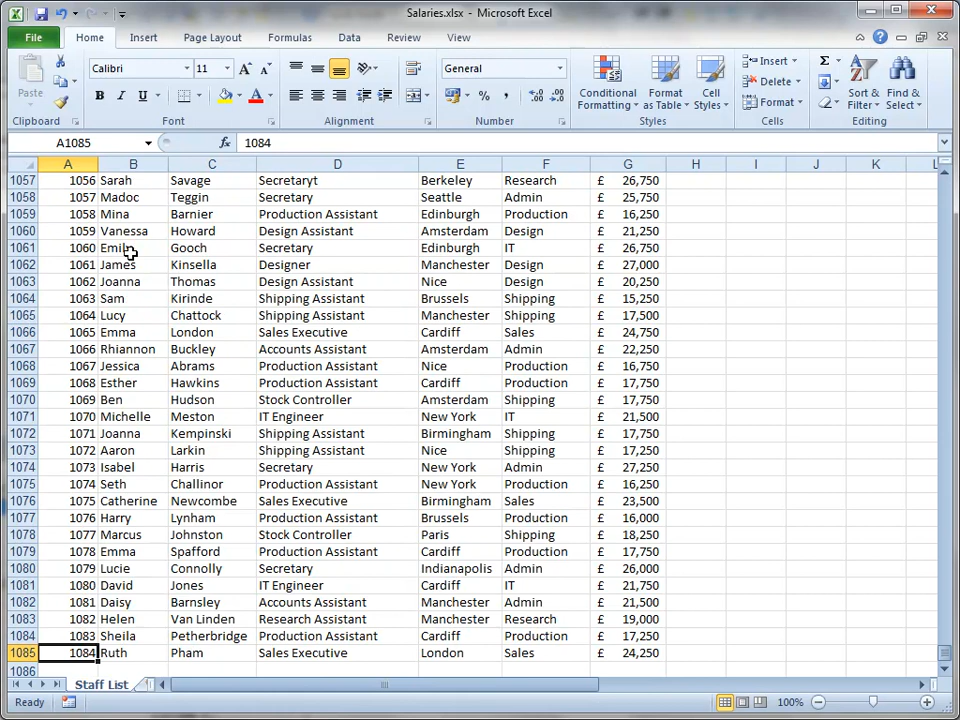 Salaries.xlsx - Microsoft Excel
File Home Insert Page Layout Formulas Data Review View
Paste
Calibri 11
B I U A
General
% ,
Conditional Formatting
Format as Table
Cell Styles
Insert
Delete
Format
Σ
Sort & Filter
Find & Select
Clipboard Font Alignment Number Styles Cells Editing
A1085 fx 1084
A B C D E F G H I J K L
1057 1056 Sarah Savage Secretaryt Berkeley Research £ 26,750
1058 1057 Madoc Teggin Secretary Seattle Admin £ 25,750
1059 1058 Mina Barnier Production Assistant Edinburgh Production £ 16,250
1060 1059 Vanessa Howard Design Assistant Amsterdam Design £ 21,250
1061 1060 Emily Gooch Secretary Edinburgh IT £ 26,750
1062 1061 James Kinsella Designer Manchester Design £ 27,000
1063 1062 Joanna Thomas Design Assistant Nice Design £ 20,250
1064 1063 Sam Kirinde Shipping Assistant Brussels Shipping £ 15,250
1065 1064 Lucy Chattock Shipping Assistant Manchester Shipping £ 17,500
1066 1065 Emma London Sales Executive Cardiff Sales £ 24,750
1067 1066 Rhiannon Buckley Accounts Assistant Amsterdam Admin £ 22,250
1068 1067 Jessica Abrams Production Assistant Nice Production £ 16,750
1069 1068 Esther Hawkins Production Assistant Cardiff Production £ 17,750
1070 1069 Ben Hudson Stock Controller Amsterdam Production £ 17,750
1071 1070 Michelle Meston IT Engineer New York IT £ 21,500
1072 1071 Joanna Kempinski Shipping Assistant Birmingham Shipping £ 17,750
1073 1072 Aaron Larkin Shipping Assistant Nice Shipping £ 17,250
1074 1073 Isabel Harris Secretary New York Admin £ 27,250
1075 1074 Seth Challinor Production Assistant New York Production £ 16,250
1076 1075 Catherine Newcombe Sales Executive Birmingham Sales £ 23,500
1077 1076 Harry Lynham Production Assistant Brussels Production £ 16,000
1078 1077 Marcus Johnston Stock Controller Paris Shipping £ 18,250
1079 1078 Emma Spafford Production Assistant Cardiff Production £ 17,750
1080 1079 Lucie Connolly Secretary Indianapolis Admin £ 26,000
1081 1080 David Jones IT Engineer Cardiff IT £ 21,750
1082 1081 Daisy Barnsley Accounts Assistant Manchester Admin £ 21,500
1083 1082 Helen Van Linden Research Assistant Manchester Research £ 19,000
1084 1083 Sheila Petherbridge Production Assistant Cardiff Production £ 17,250
1085 1084 Ruth Pham Sales Executive London Sales £ 24,250
1086
Staff List
Ready 100%